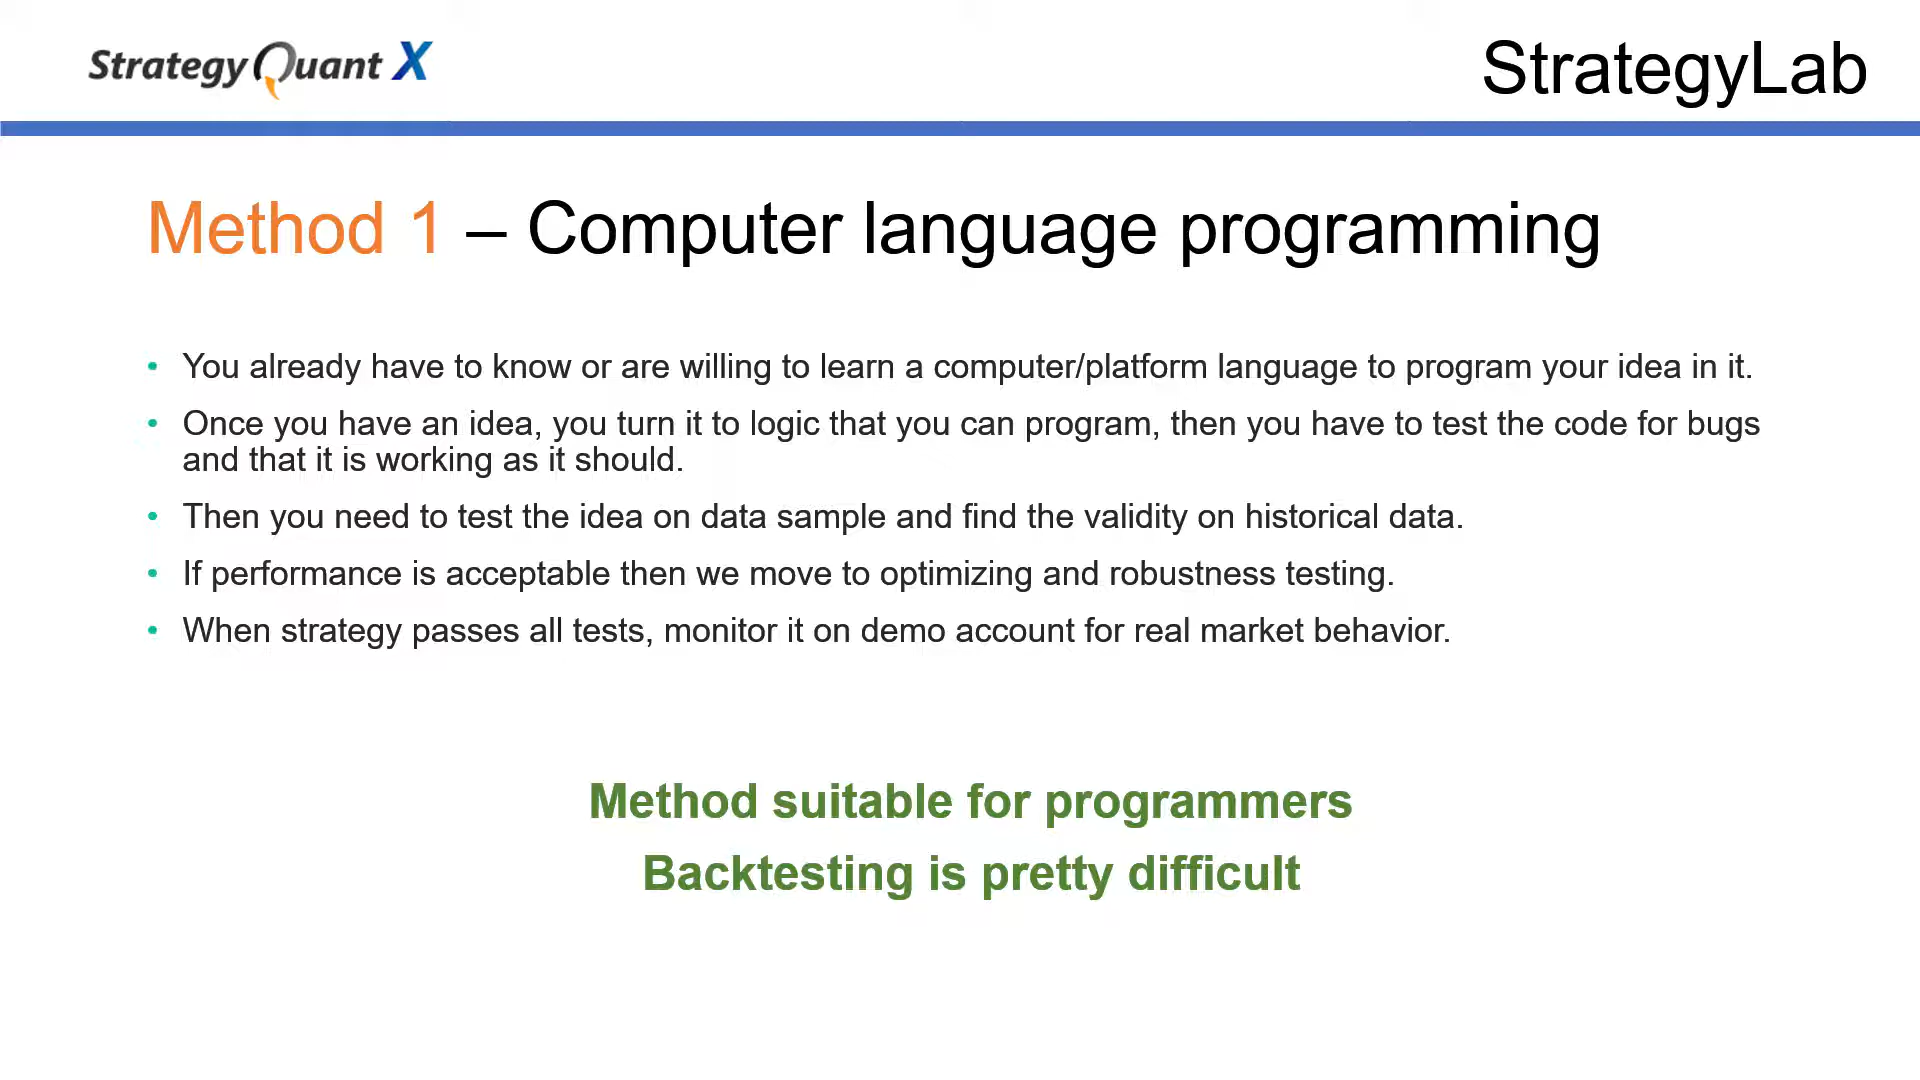 StrategyQuant X
StrategyLab
Method 1 – Computer language programming
• You already have to know or are willing to learn a computer/platform language to program your idea in it.
• Once you have an idea, you turn it to logic that you can program, then you have to test the code for bugs
and that it is working as it should.
• Then you need to test the idea on data sample and find the validity on historical data.
• If performance is acceptable then we move to optimizing and robustness testing.
• When strategy passes all tests, monitor it on demo account for real market behavior.
Method suitable for programmers
Backtesting is pretty difficult